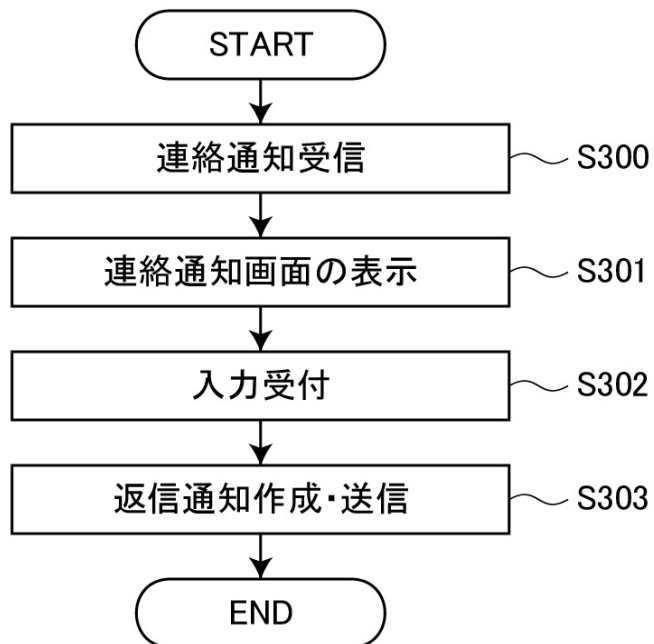 START
連絡通知受信
S300
連絡通知画面の表示
S301
入力受付
S302
返信通知作成・送信
S303
END